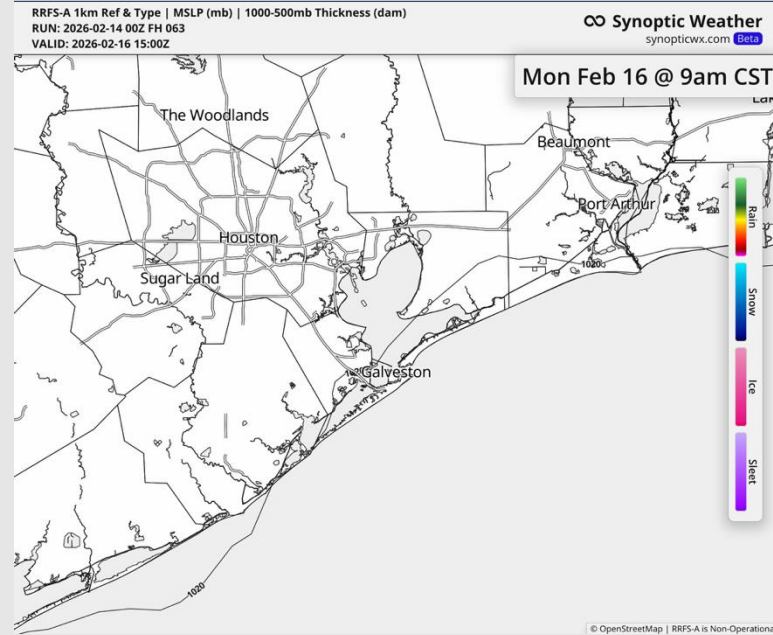 RRFS-A 1km Ref & Type | MSLP (mb) | 1000-500mb Thickness (dam)
RUN: 2026-02-14 00Z FH 063
VALID: 2026-02-16 15:00Z
Synoptic Weather
synopticwx.com Beta
Mon Feb 16 @ 9am CST
The Woodlands
Beaumont
Port Arthur
Houston
Sugar Land
1020
Galveston
1020
Rain
Snow
Ice
Sleet
© OpenStreetMap | RRFS-A is Non-Operationa